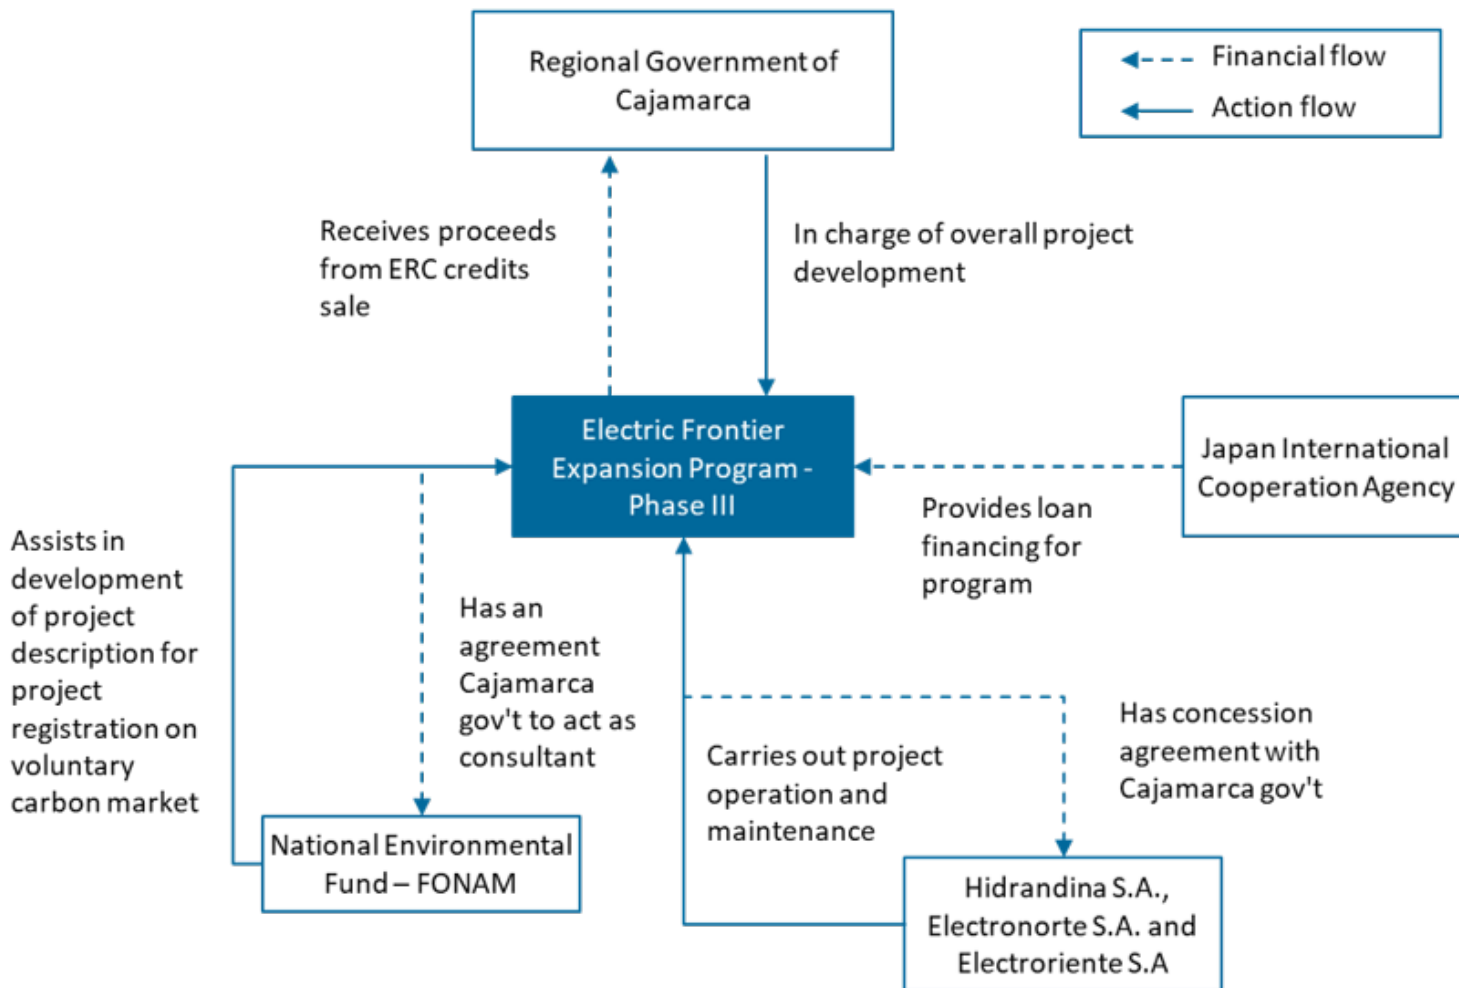 Regional Government of
Cajamarca
Financial flow
Action flow
Receives proceeds
from ERC credits
sale
In charge of overall project
development
Electric Frontier
Expansion Program -
Phase III
Japan International
Cooperation Agency
Provides loan
financing for
program
Assists in
development
of project
description for
project
registration on
voluntary
carbon market
Has an
agreement
Cajamarca
gov't to act as
consultant
Carries out project
operation and
maintenance
Has concession
agreement with
Cajamarca gov't
National Environmental
Fund – FONAM
Hidrandina S.A.,
Electronorte S.A. and
Electroriente S.A